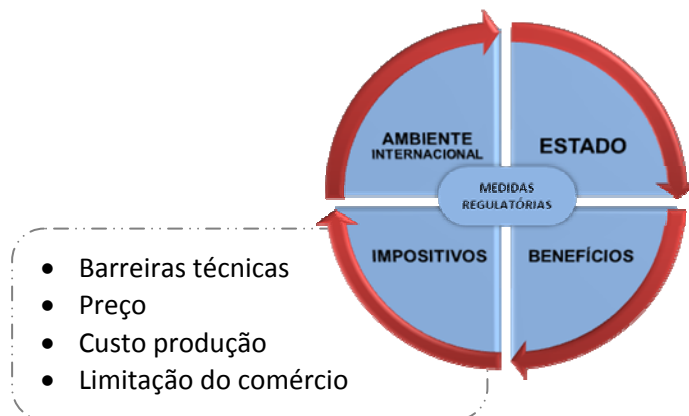 AMBIENTE
INTERNACIONAL
ESTADO
MEDIDAS
REGULATÓRIAS
IMPOSITIVOS
BENEFÍCIOS
• Barreiras técnicas
• Preço
• Custo produção
• Limitação do comércio